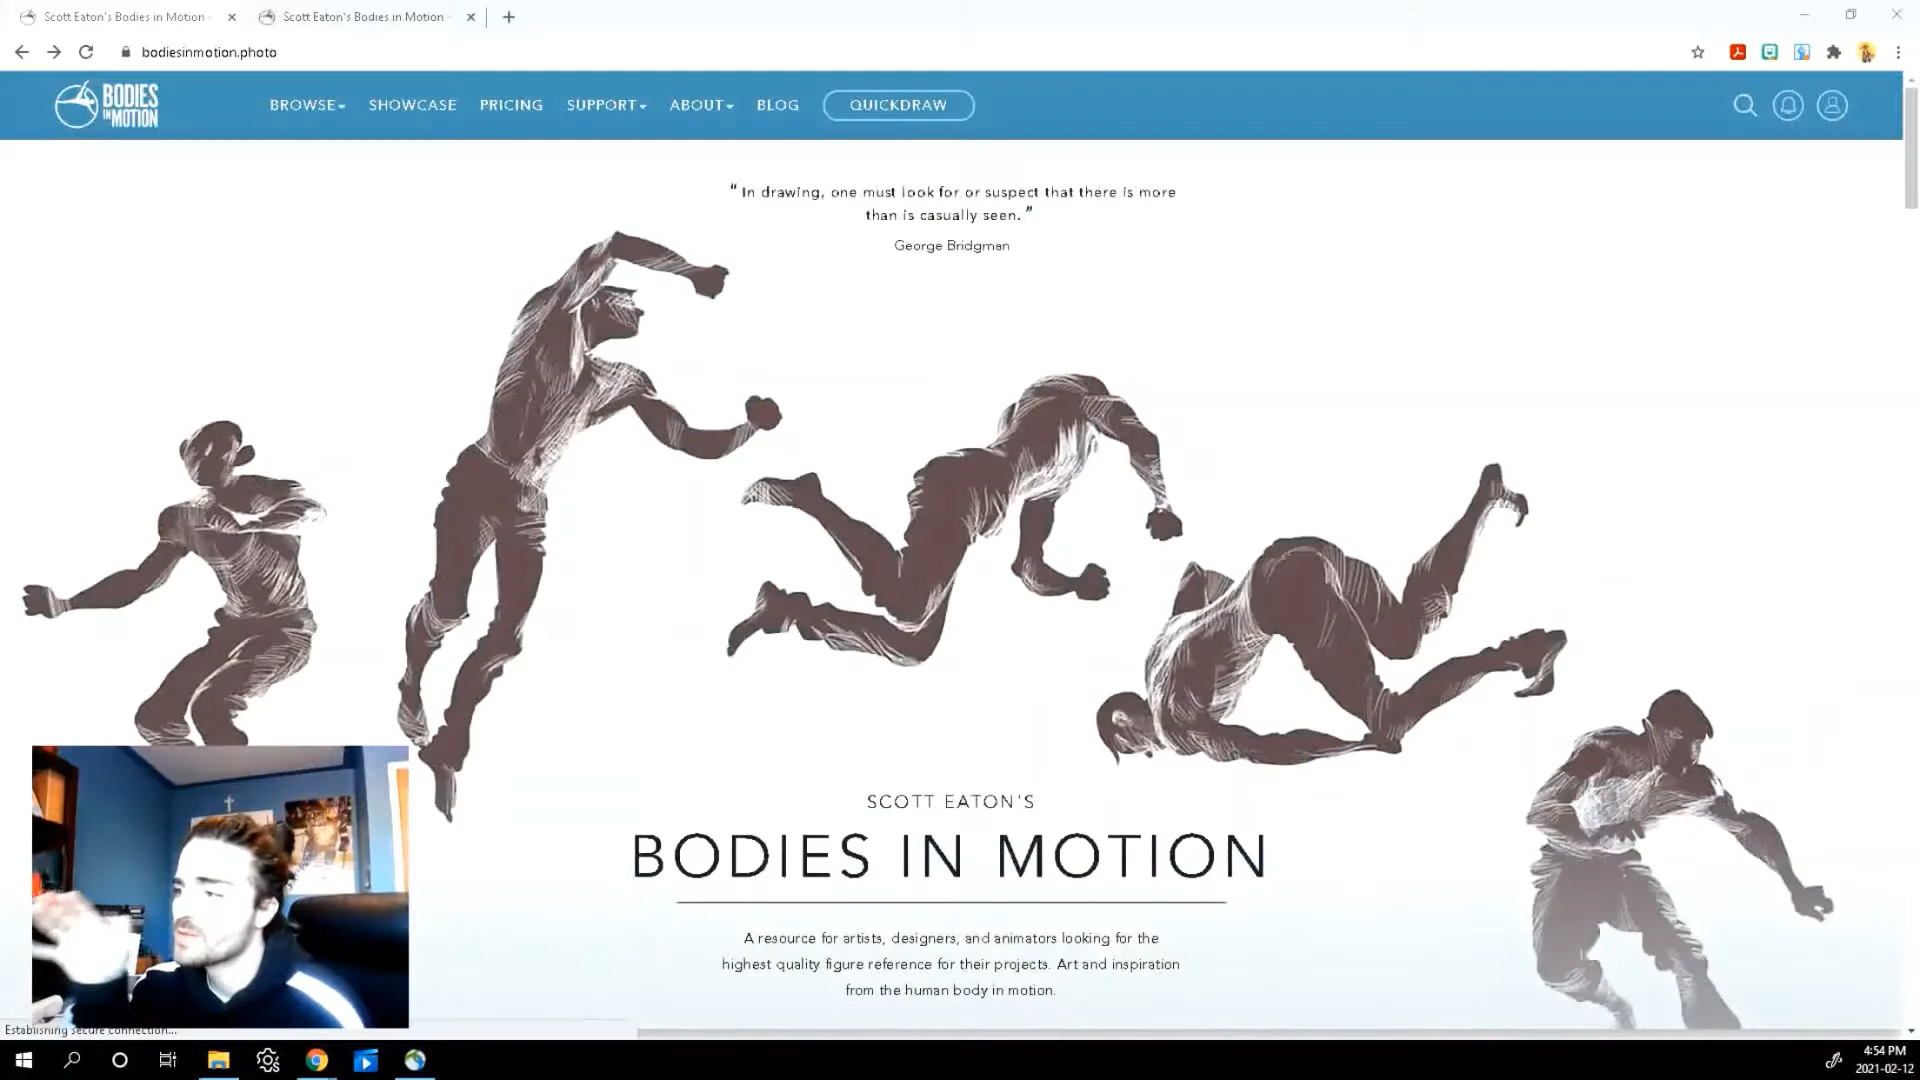 Scott Eaton's Bodies in Motion -
Scott Eaton's Bodies in Motion -
bodiesinmotion.photo
BODIES
IN MOTION
BROWSE
SHOWCASE
PRICING
SUPPORT
ABOUT
BLOG
QUICKDRAW
“ In drawing, one must look for or suspect that there is more
than is casually seen. ”
George Bridgman
SCOTT EATON'S
BODIES IN MOTION
A resource for artists, designers, and animators looking for the
highest quality figure reference for their projects. Art and inspiration
from the human body in motion.
Establishing secure connection...
4:54 PM
2021-02-12